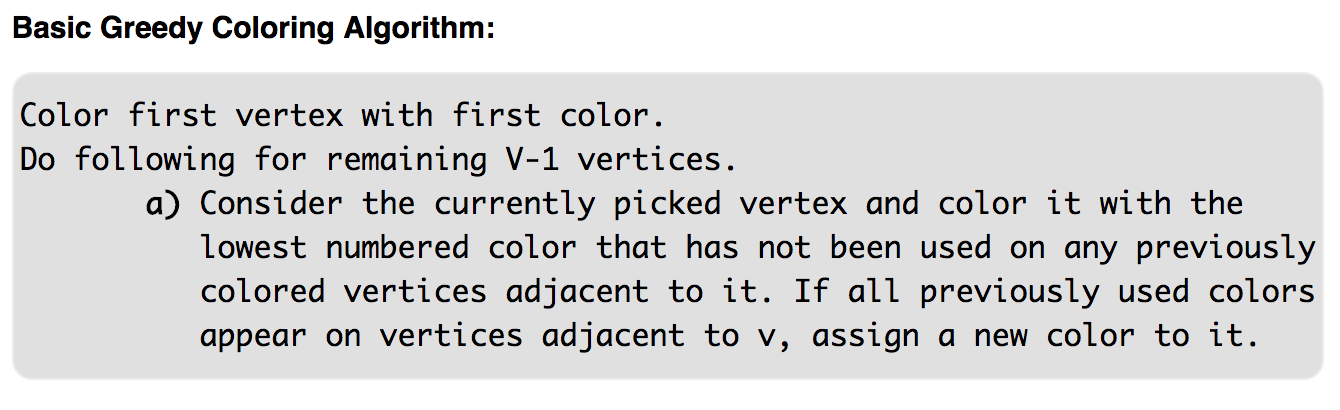 Basic Greedy Coloring Algorithm:
Color first vertex with first color.
Do following for remaining V-1 vertices.
a) Consider the currently picked vertex and color it with the
lowest numbered color that has not been used on any previously
colored vertices adjacent to it. If all previously used colors
appear on vertices adjacent to v, assign a new color to it.